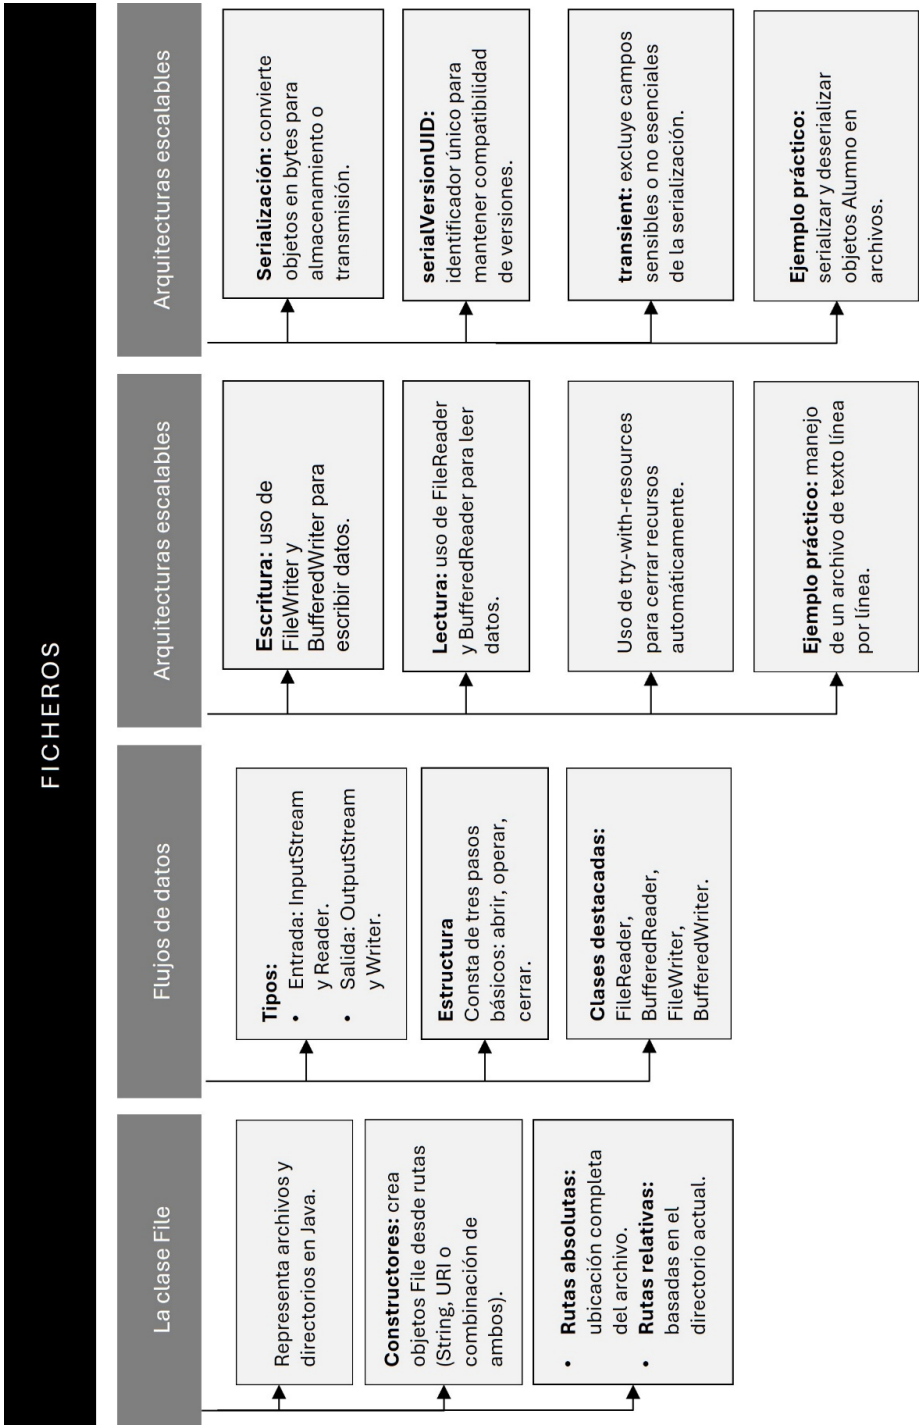 FICHEROS
La clase File
Representa archivos y
directorios en Java.
Constructores: crea
objetos File desde rutas
(String, URI o
combinación de
ambos).
• Rutas absolutas:
ubicación completa
del archivo.
• Rutas relativas:
basadas en el
directorio actual.
Flujos de datos
Tipos:
• Entrada: InputStream
y Reader.
• Salida: OutputStream
y Writer.
Estructura
Consta de tres pasos
básicos: abrir, operar,
cerrar.
Clases destacadas:
FileReader,
BufferedReader,
FileWriter,
BufferedWriter.
Arquitecturas escalables
Escritura: uso de
FileWriter y
BufferedWriter para
escribir datos.
Lectura: uso de FileReader
y BufferedReader para leer
datos.
Uso de try-with-resources
para cerrar recursos
automáticamente.
Ejemplo práctico: manejo
de un archivo de texto línea
por línea.
Arquitecturas escalables
Serialización: convierte
objetos en bytes para
almacenamiento o
transmisión.
serialVersionUID:
identificador único para
mantener compatibilidad
de versiones.
transient: excluye campos
sensibles o no esenciales
de la serialización.
Ejemplo práctico:
serializar y deserializar
objetos Alumno en
archivos.